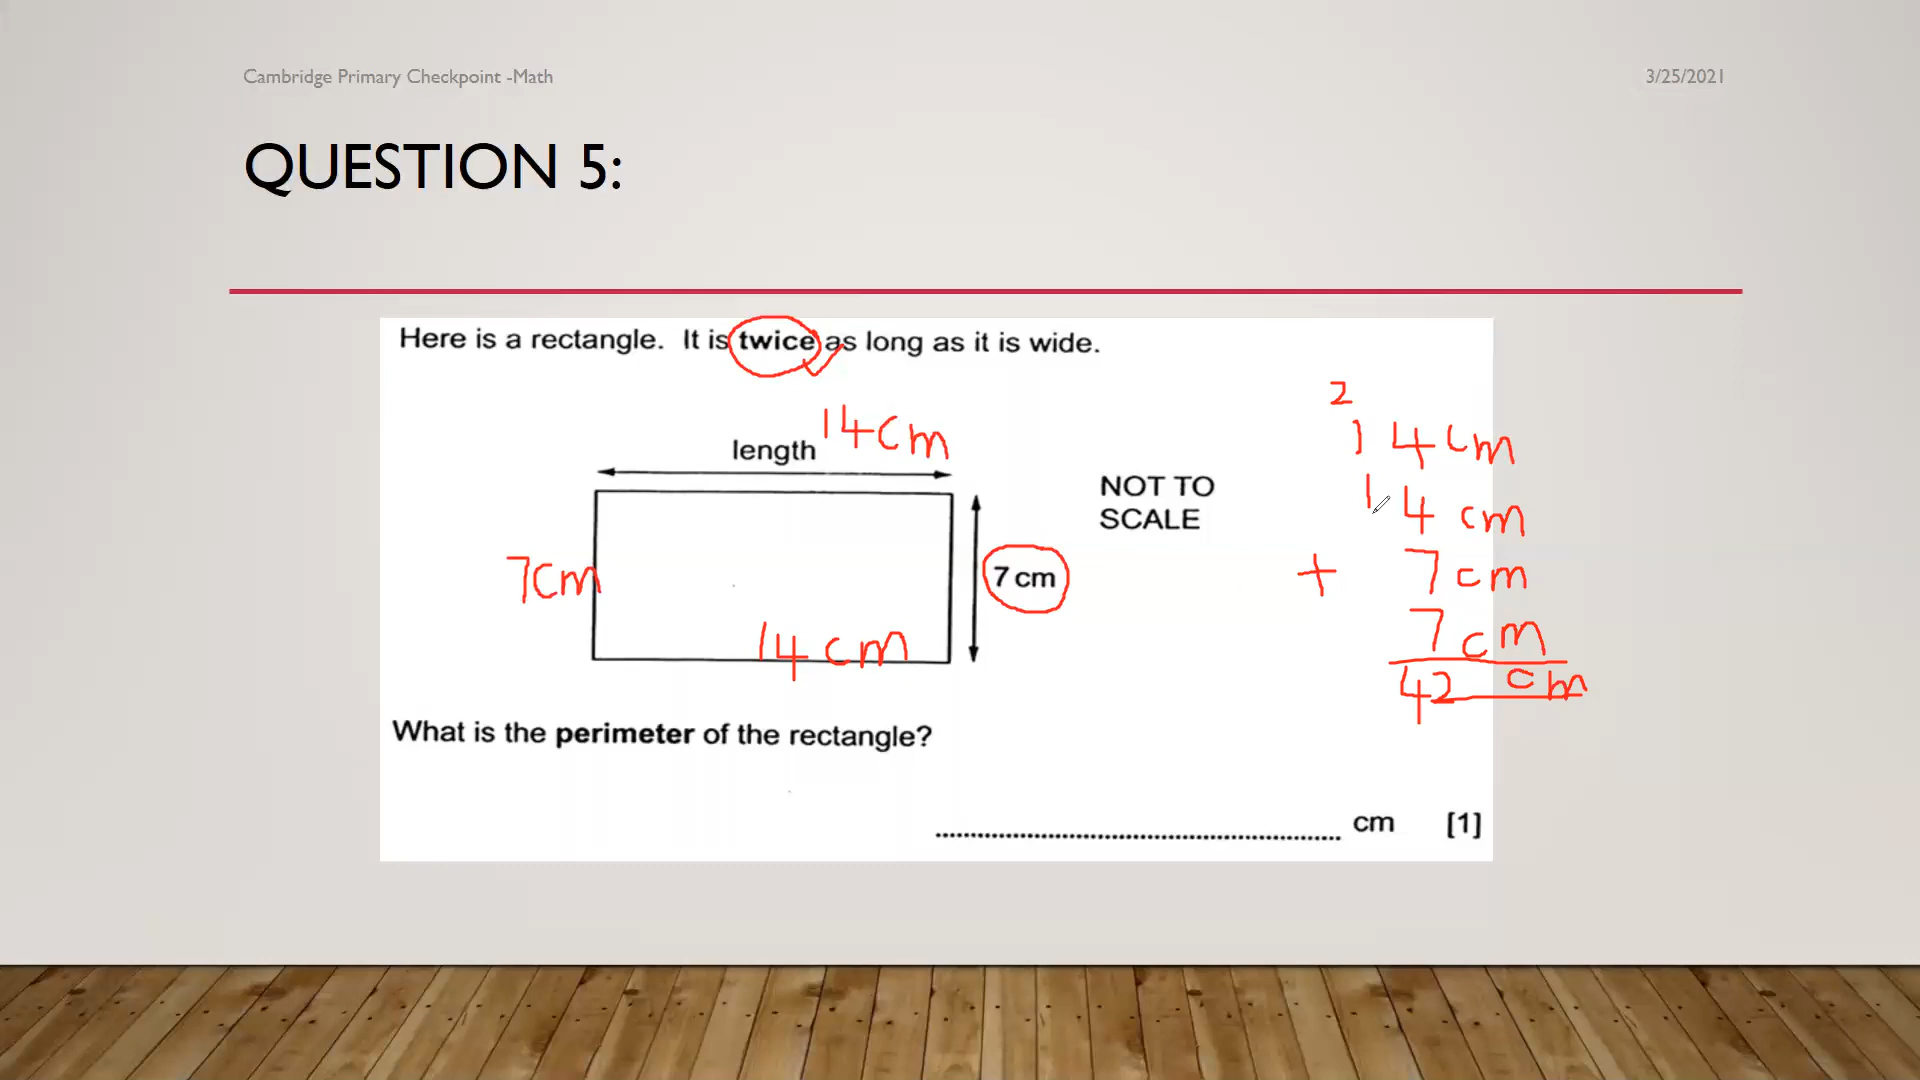 Cambridge Primary Checkpoint -Math
3/25/2021
QUESTION 5:
Here is a rectangle. It is twice as long as it is wide.
length 14cm
7cm
7 cm
14cm
NOT TO
SCALE
2
14cm
14cm
+ 7cm
7cm
42 cm
What is the perimeter of the rectangle?
........................................ cm [1]